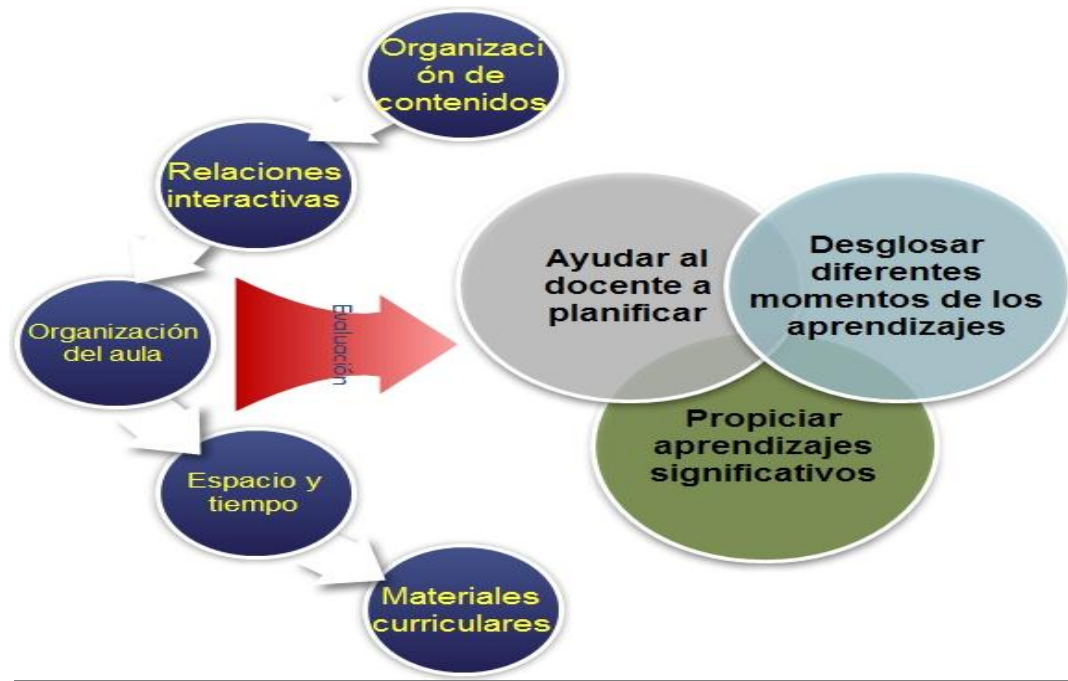 Organizaci
ón de
contenidos
Relaciones
interactivas
Organización
del aula
Espacio y
tiempo
Materiales
curriculares
Evaluación
Ayudar al
docente a
planificar
Desglosar
diferentes
momentos de los
aprendizajes
Propiciar
aprendizajes
significativos